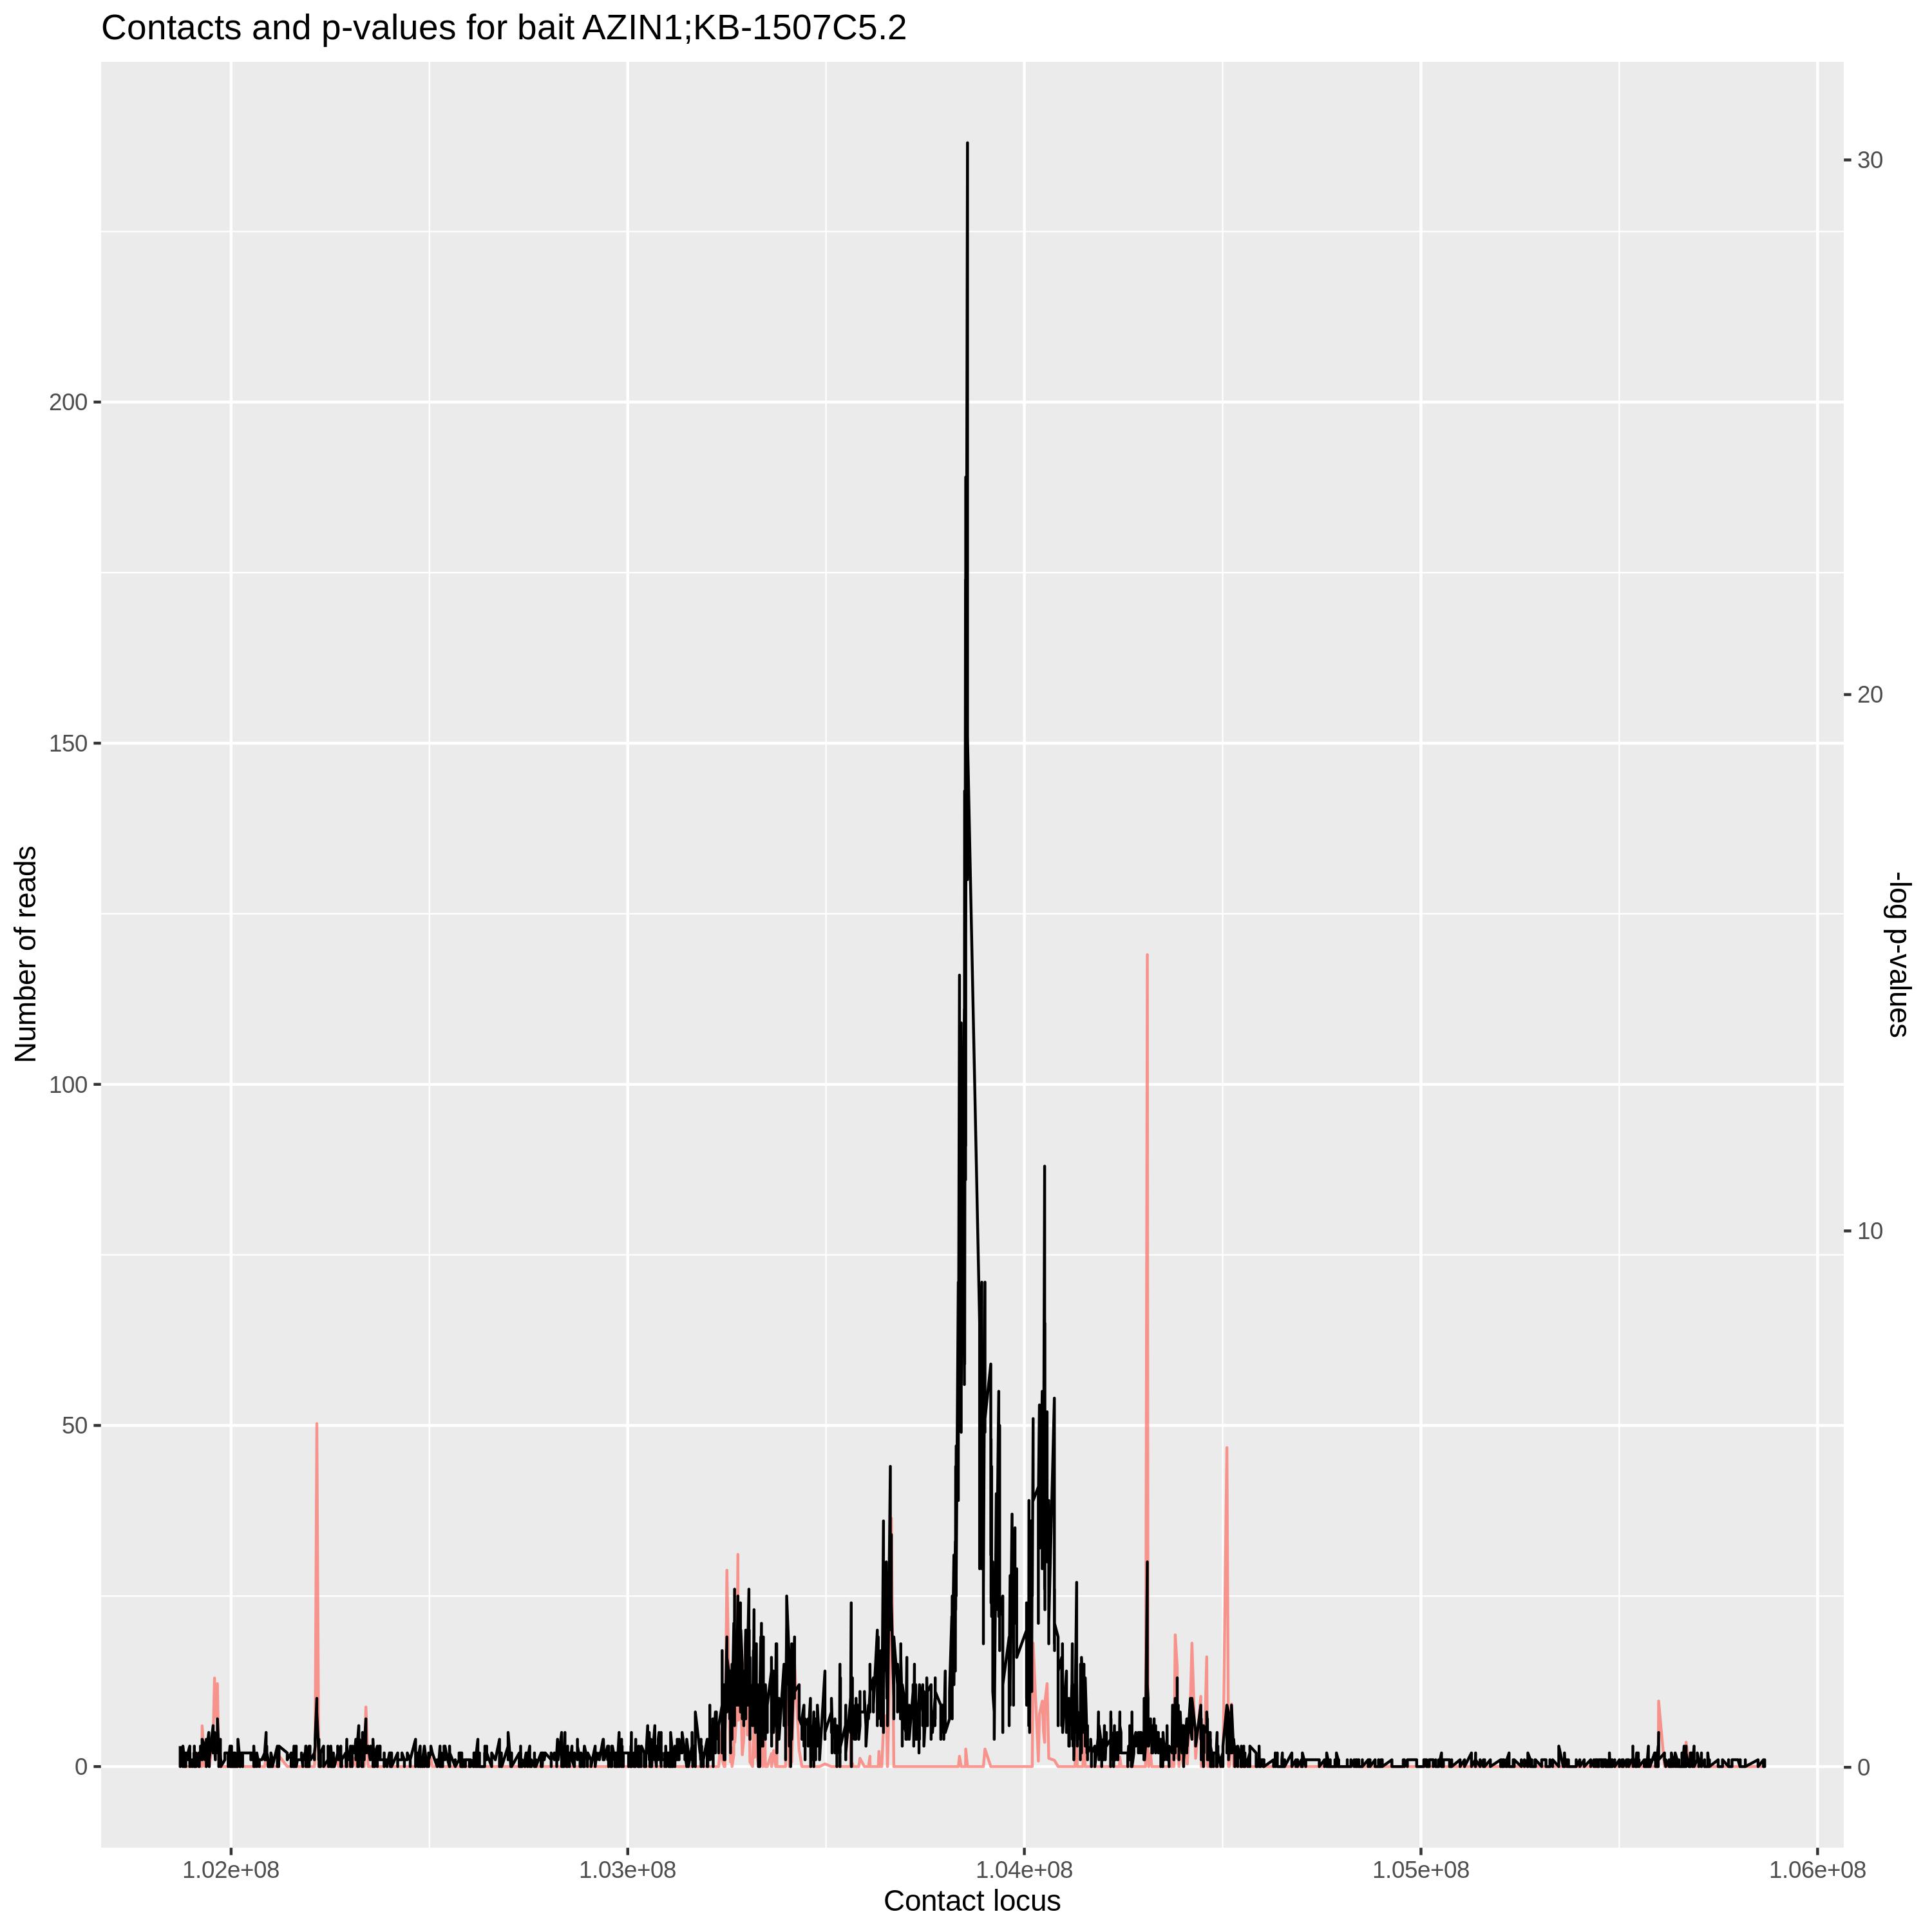 Contacts and p-values for bait AZIN1;KB-1507C5.2
Number of reads
200
150
100
50
0
30
20
10
0
-log p-values
1.02e+08
1.03e+08
1.04e+08
1.05e+08
1.06e+08
Contact locus